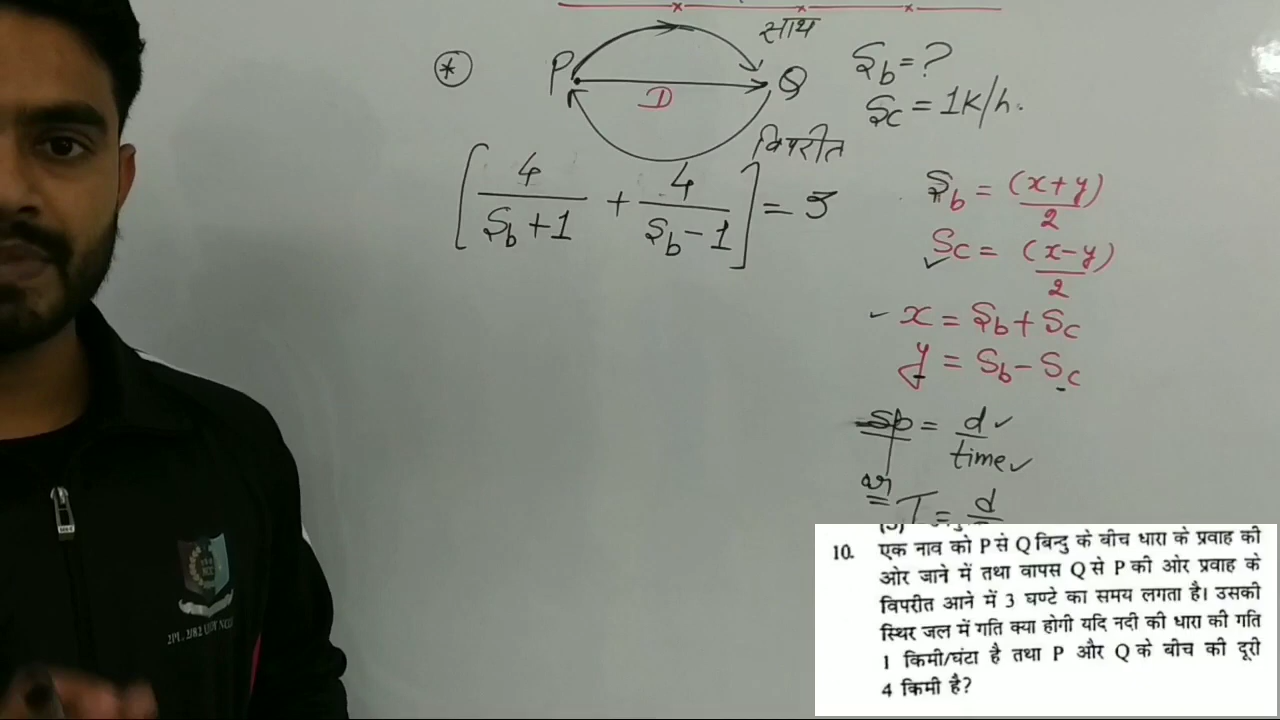 * P Q साथ
D
विपरीत
[4/(Sb+1) + 4/(Sb-1)] = 3
Sb = ?
Sc = 1K/h.
Sb = (x+y)/2
Sc = (x-y)/2
x = Sb + Sc
y = Sb - Sc
Sp = d/time
T = d
10. एक नाव को P से Q बिन्दु के बीच धारा के प्रवाह की
ओर जाने में तथा वापस Q से P की ओर प्रवाह के
विपरीत आने में 3 घण्टे का समय लगता है। उसकी
स्थिर जल में गति क्या होगी यदि नदी की धारा की गति
1 किमी/घंटा है तथा P और Q के बीच की दूरी
4 किमी है?